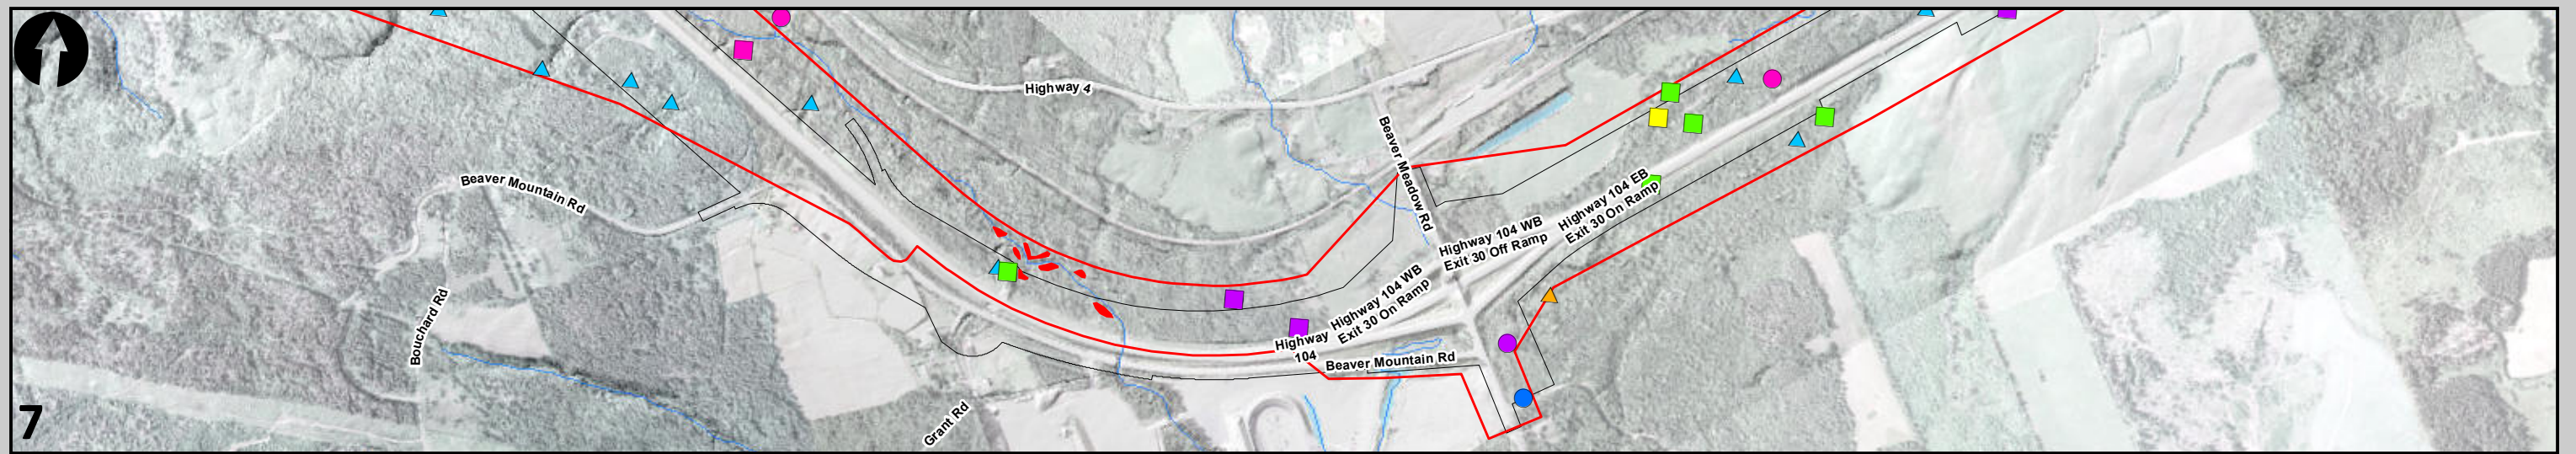 Highway 4
Beaver Meadow Rd
Beaver Mountain Rd
Highway 104 EB
Exit 30 On Ramp
Highway 104 WB
Exit 30 Off Ramp
Highway 104 WB
Exit 30 On Ramp
Bouchard Rd
Highway
104
Beaver Mountain Rd
Grant Rd
7